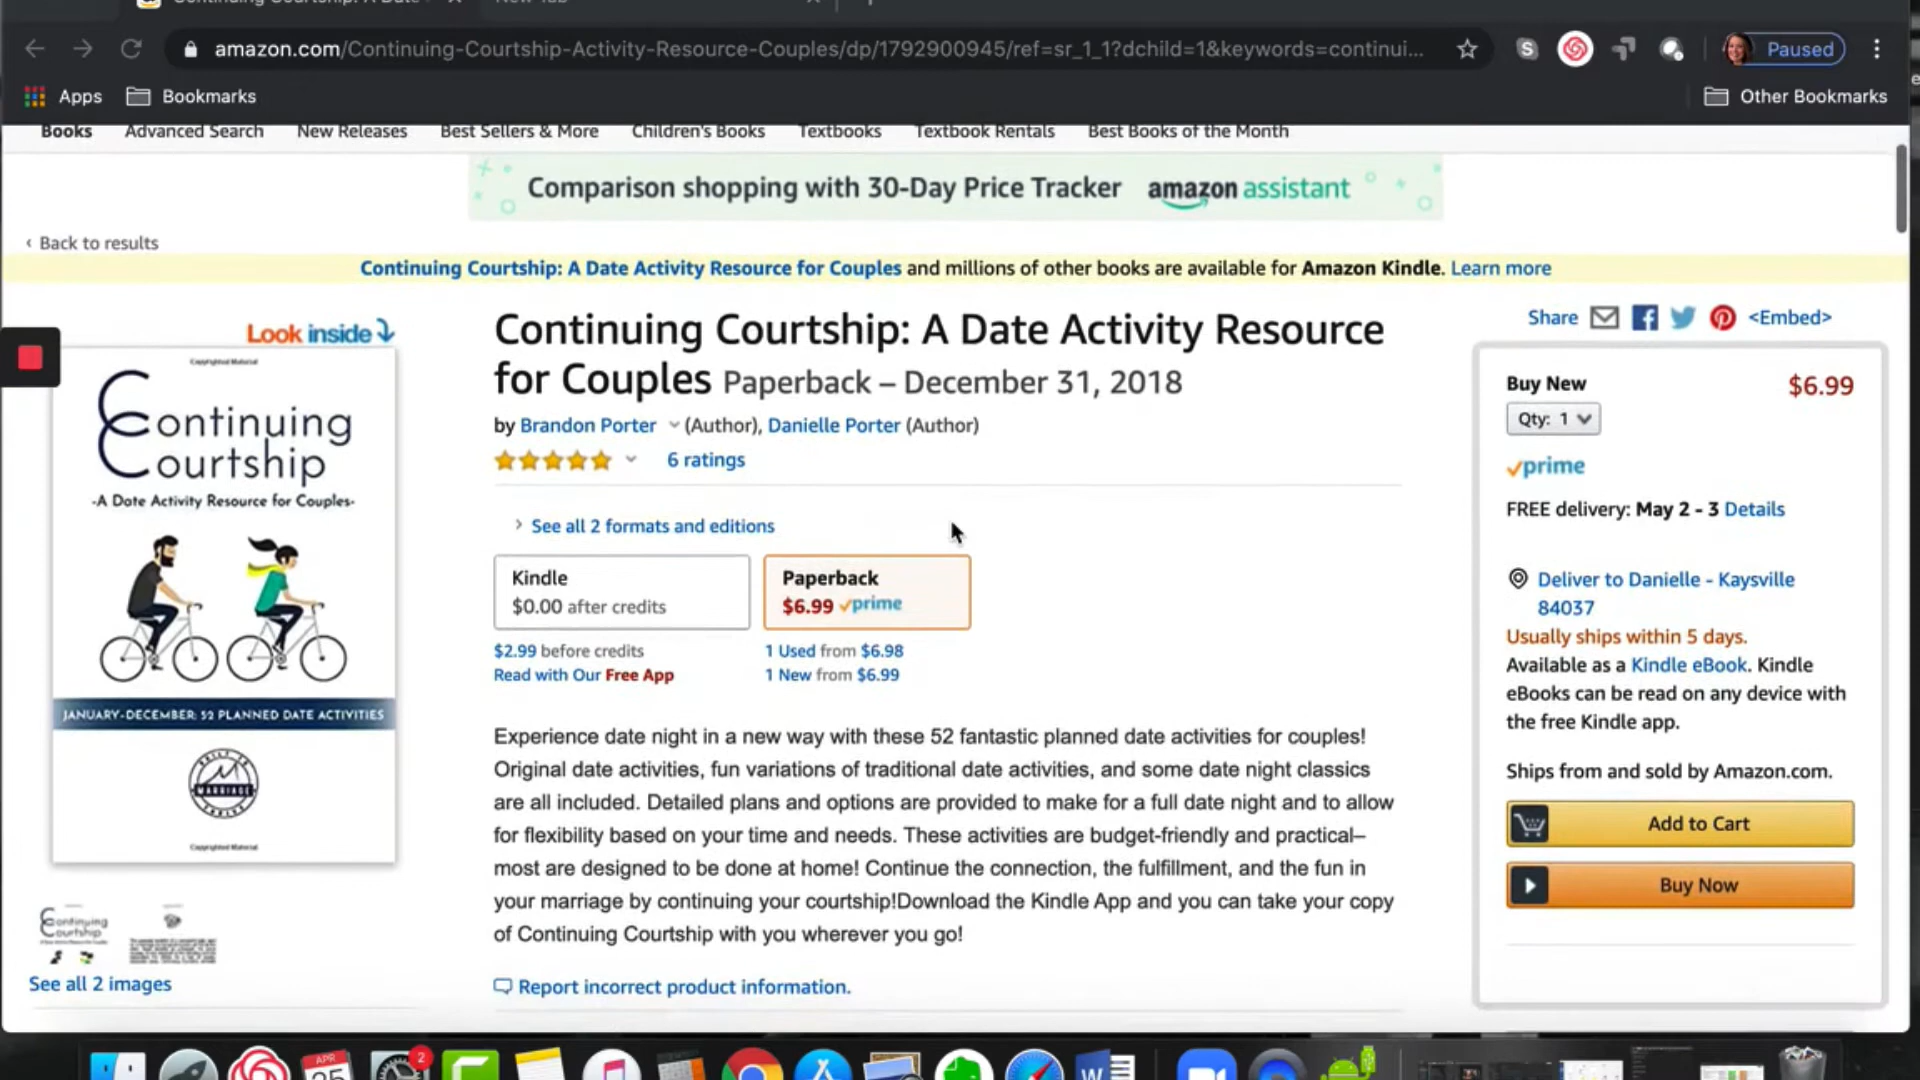 Continuing Courtship: A Date
New Tab
amazon.com/Continuing-Courtship-Activity-Resource-Couples/dp/1792900945/ref=sr_1_1?dchild=1&keywords=continui...
Paused
Apps
Bookmarks
Other Bookmarks
Books
Advanced Search
New Releases
Best Sellers & More
Children's Books
Textbooks
Textbook Rentals
Best Books of the Month
Comparison shopping with 30-Day Price Tracker amazon assistant
‹ Back to results
Continuing Courtship: A Date Activity Resource for Couples and millions of other books are available for Amazon Kindle. Learn more
Look inside
Copyrighted Material
Continuing
Courtship
-A Date Activity Resource for Couples-
JANUARY-DECEMBER: 52 PLANNED DATE ACTIVITIES
MARRIAGE
Copyrighted Material
Continuing
Courtship
See all 2 images
Continuing Courtship: A Date Activity Resource
for Couples Paperback – December 31, 2018
by Brandon Porter (Author), Danielle Porter (Author)
6 ratings
See all 2 formats and editions
Kindle
$0.00 after credits
Paperback
$6.99 prime
$2.99 before credits
Read with Our Free App
1 Used from $6.98
1 New from $6.99
Experience date night in a new way with these 52 fantastic planned date activities for couples!
Original date activities, fun variations of traditional date activities, and some date night classics
are all included. Detailed plans and options are provided to make for a full date night and to allow
for flexibility based on your time and needs. These activities are budget-friendly and practical–
most are designed to be done at home! Continue the connection, the fulfillment, and the fun in
your marriage by continuing your courtship!Download the Kindle App and you can take your copy
of Continuing Courtship with you wherever you go!
Report incorrect product information.
Share
<Embed>
Buy New
$6.99
Qty: 1
prime
FREE delivery: May 2 - 3 Details
Deliver to Danielle - Kaysville
84037
Usually ships within 5 days.
Available as a Kindle eBook. Kindle
eBooks can be read on any device with
the free Kindle app.
Ships from and sold by Amazon.com.
Add to Cart
Buy Now
APR
25
2
W